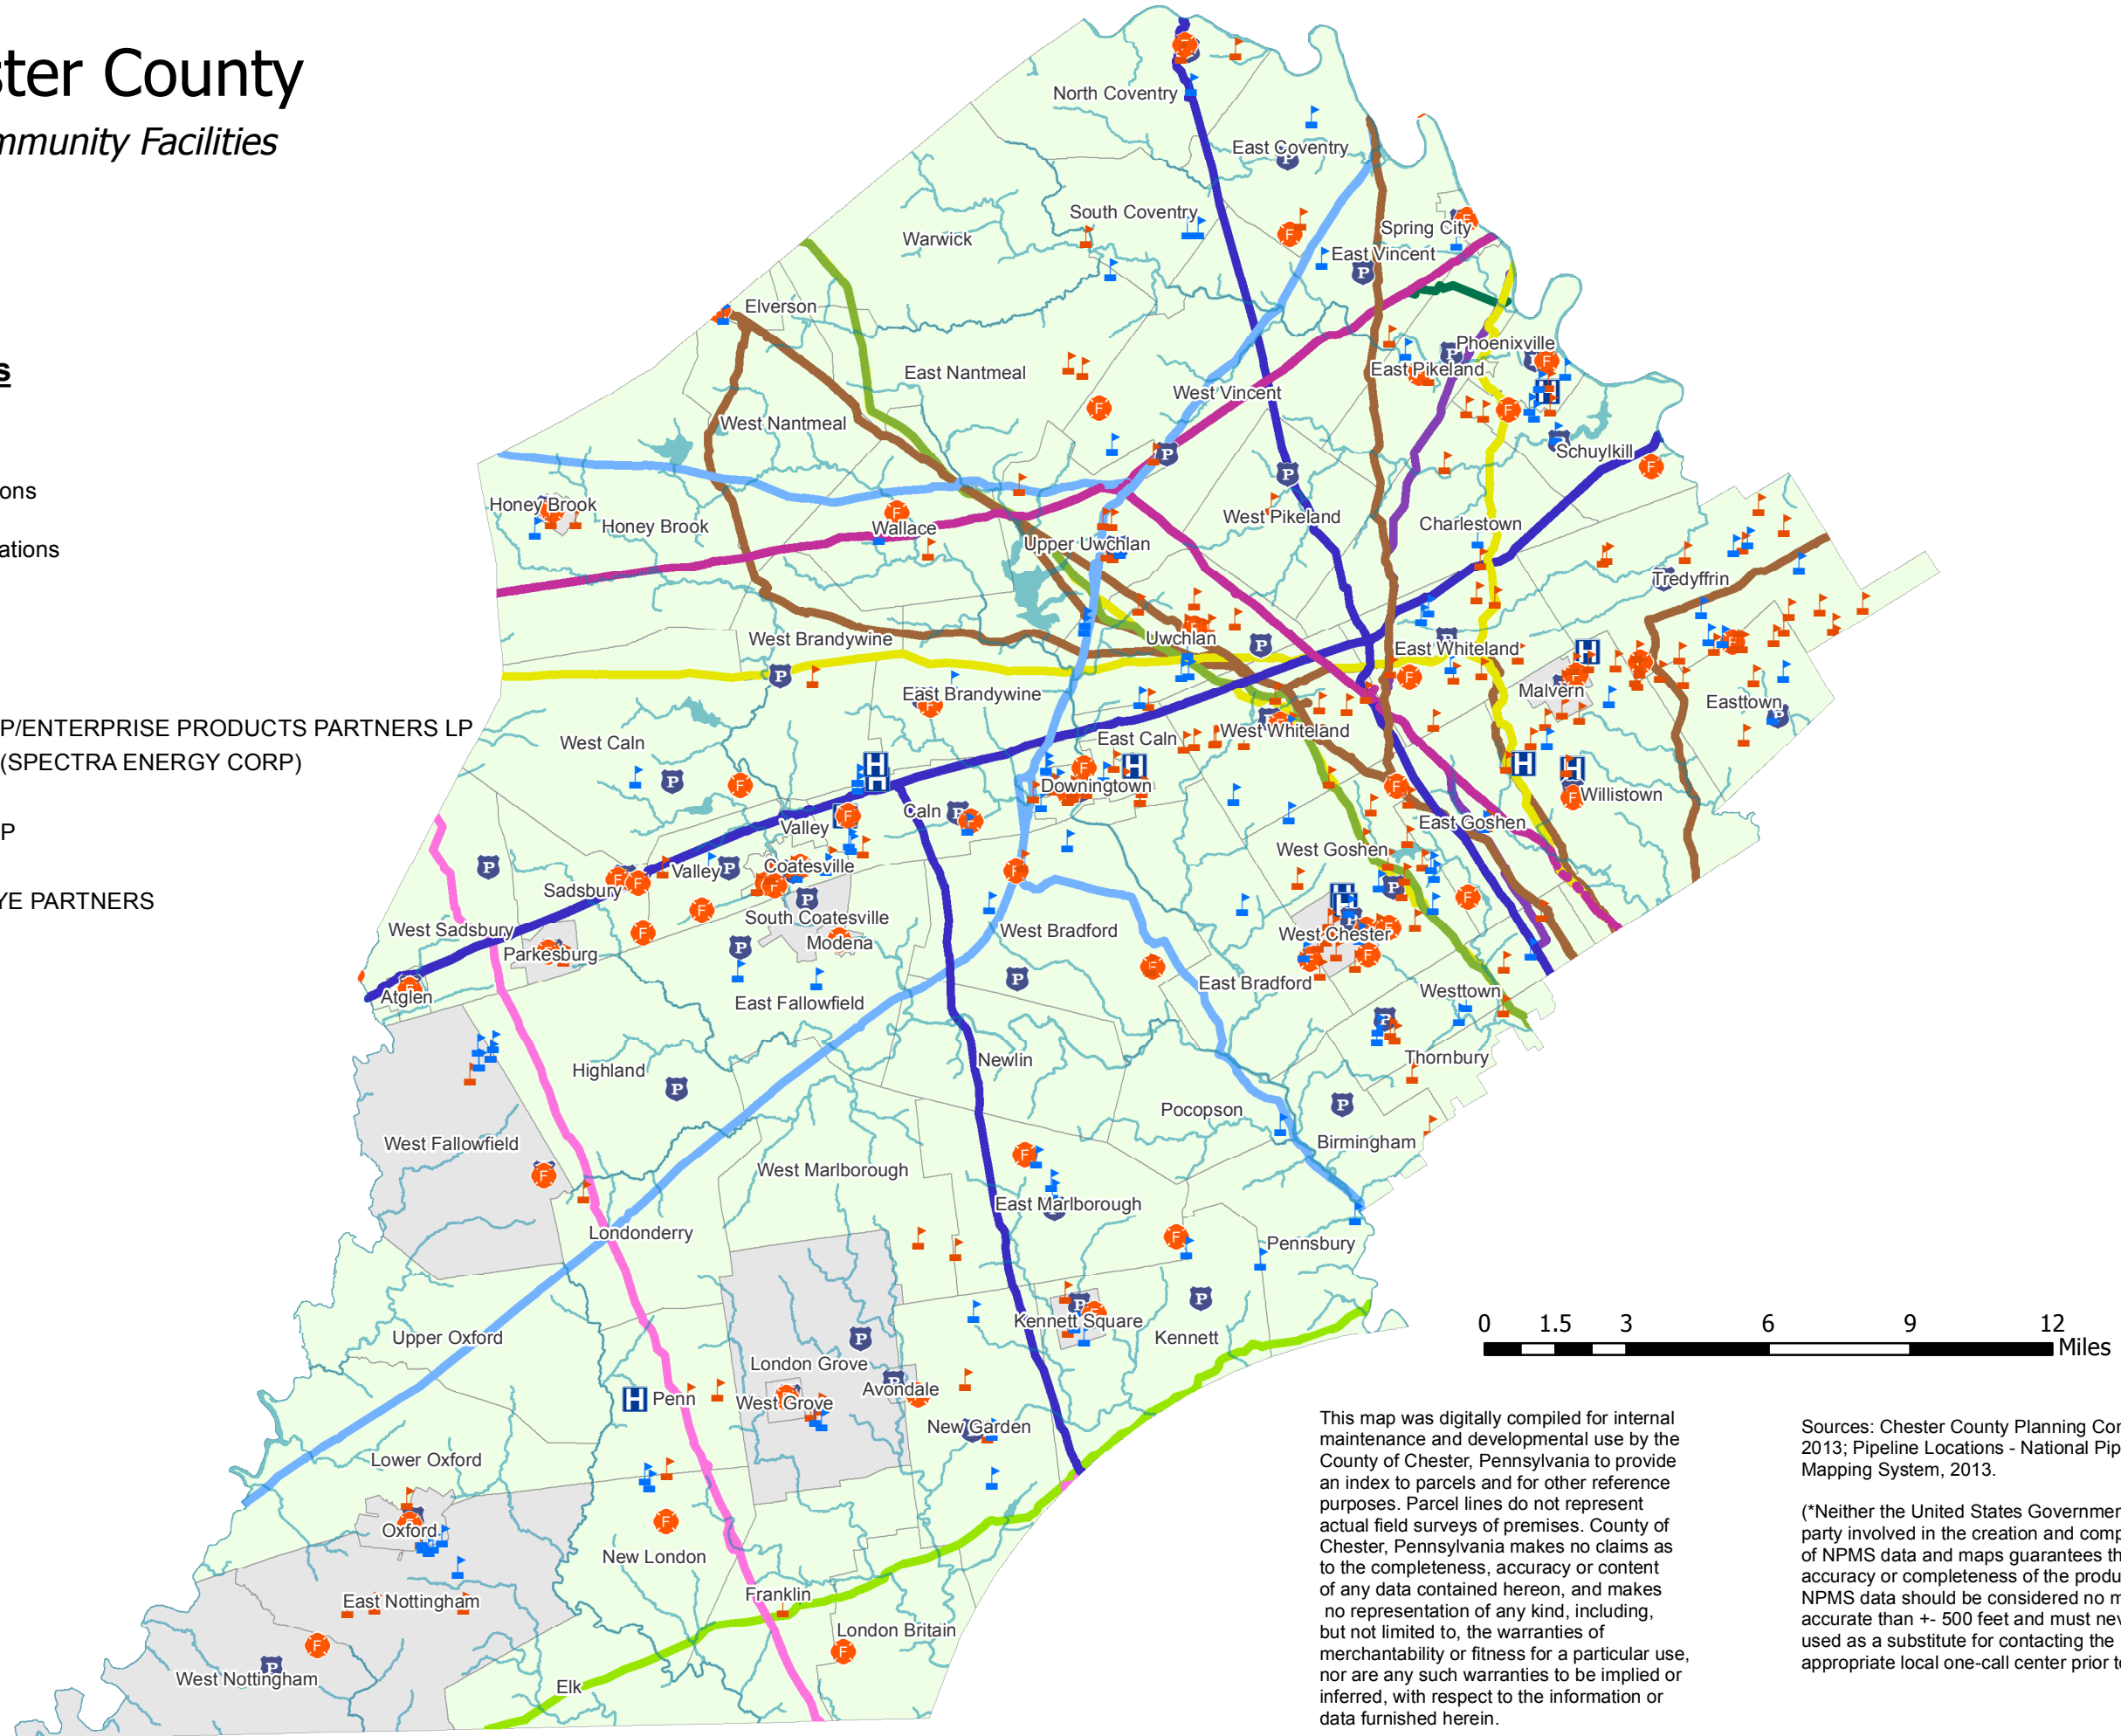 ster County
mmunity Facilities
s
ons
ations
P/ENTERPRISE PRODUCTS PARTNERS LP
(SPECTRA ENERGY CORP)
P
YE PARTNERS
North Coventry
East Coventry
South Coventry
Warwick
Spring City
East Vincent
Elverson
Phoenixville
East Nantmeal
East Pikeland
West Vincent
West Nantmeal
Schuylkill
Honey Brook
Honey Brook
Wallace
West Pikeland
Charlestown
Upper Uwchlan
Tredyffrin
West Brandywine
Uwchlan
East Whiteland
Malvern
East Brandywine
Easttown
West Caln
East Caln
West Whiteland
Downingtown
Willistown
Caln
Valley
East Goshen
West Goshen
Valley
Coatesville
Sadsbury
South Coatesville
West Sadsbury
Modena
West Bradford
West Chester
Parkesburg
East Bradford
Atglen
East Fallowfield
Westtown
Newlin
Thornbury
Highland
Pocopson
West Fallowfield
Birmingham
West Marlborough
East Marlborough
Londonderry
Pennsbury
Kennett Square
Upper Oxford
Kennett
London Grove
Penn
West Grove
Avondale
New Garden
Lower Oxford
Oxford
New London
Franklin
East Nottingham
London Britain
West Nottingham
Elk
0 1.5 3 6 9 12
Miles
This map was digitally compiled for internal
maintenance and developmental use by the
County of Chester, Pennsylvania to provide
an index to parcels and for other reference
purposes. Parcel lines do not represent
actual field surveys of premises. County of
Chester, Pennsylvania makes no claims as
to the completeness, accuracy or content
of any data contained hereon, and makes
no representation of any kind, including,
but not limited to, the warranties of
merchantability or fitness for a particular use,
nor are any such warranties to be implied or
inferred, with respect to the information or
data furnished herein.
Sources: Chester County Planning Con
2013; Pipeline Locations - National Pip
Mapping System, 2013.
(*Neither the United States Governmen
party involved in the creation and comp
of NPMS data and maps guarantees th
accuracy or completeness of the produ
NPMS data should be considered no m
accurate than +- 500 feet and must nev
used as a substitute for contacting the
appropriate local one-call center prior t